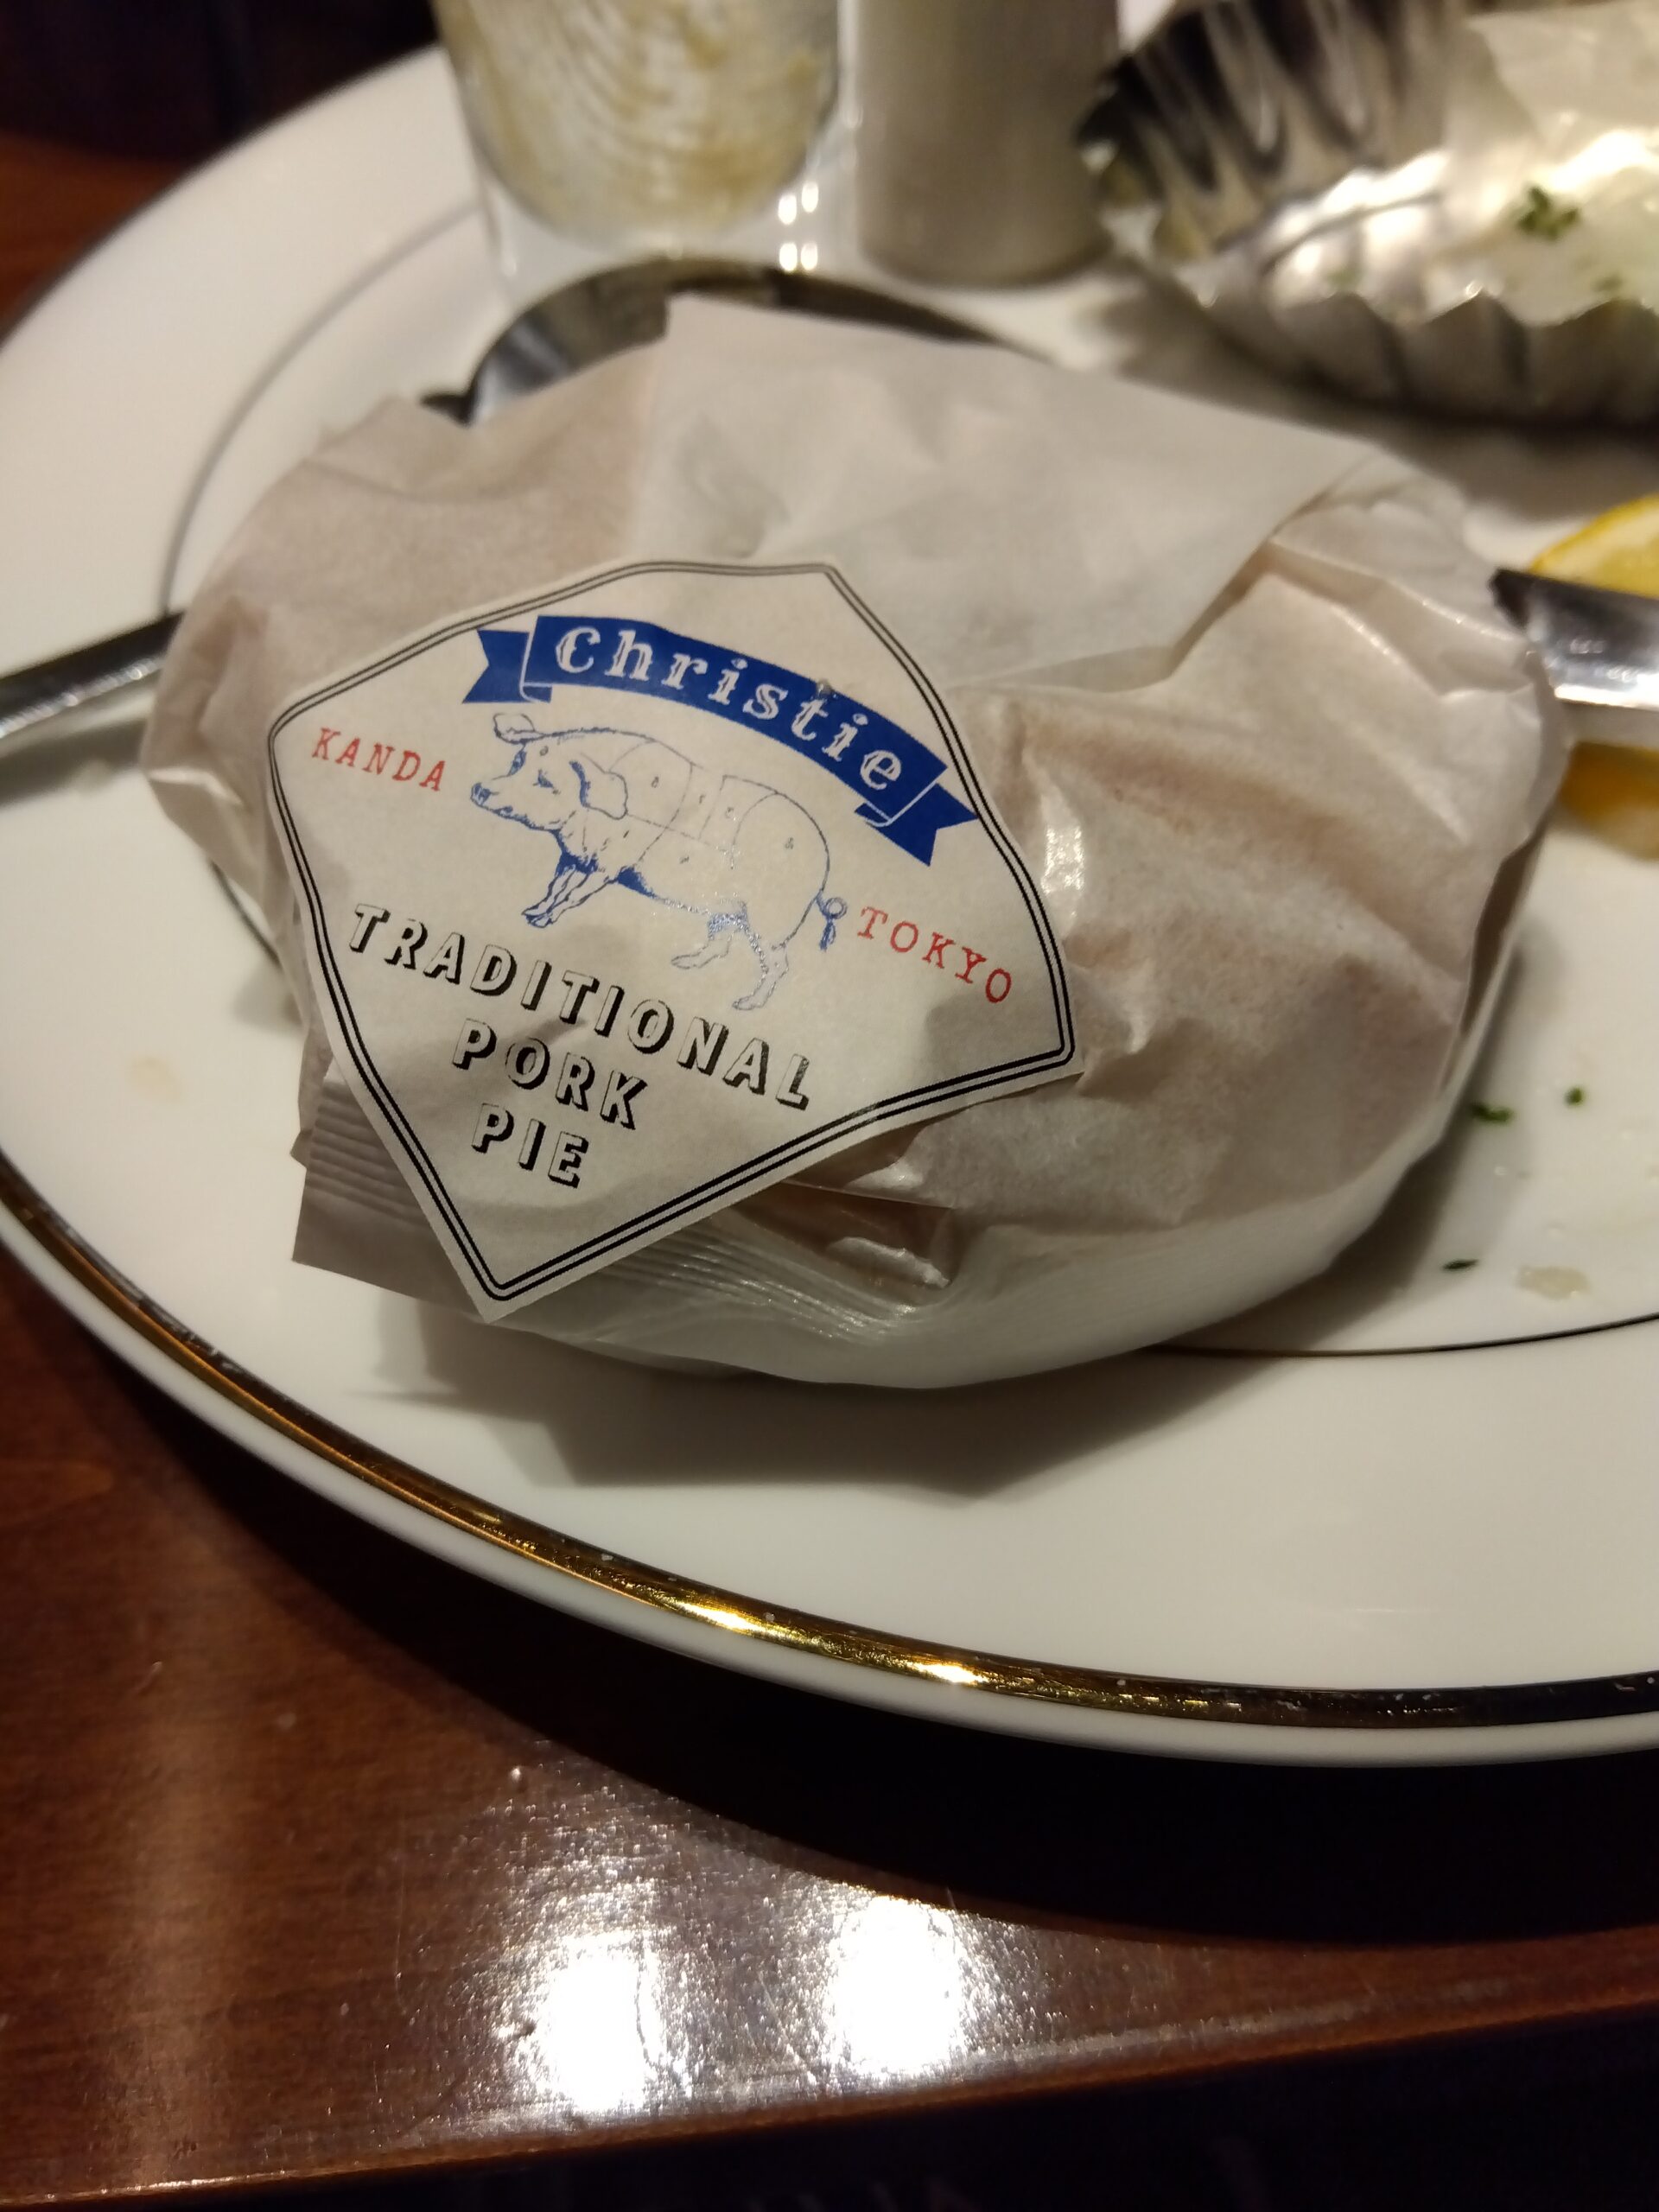 Christie
KANDA
TOKYO
TRADITIONAL
PORK
PIE